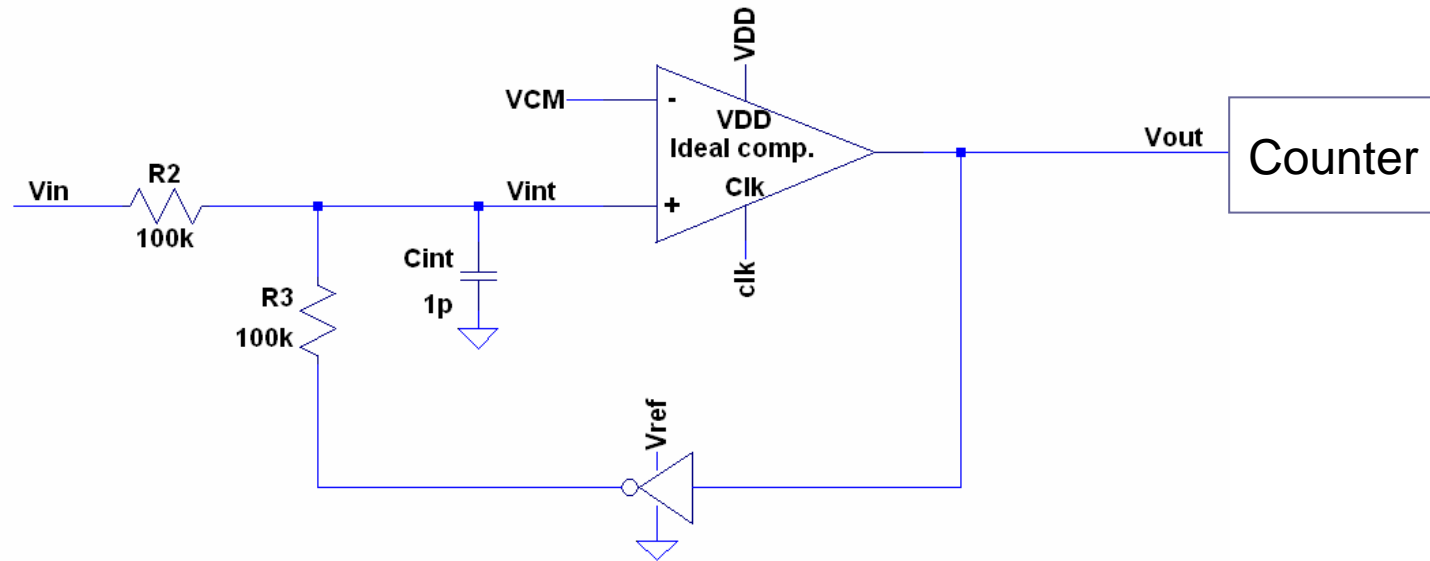 VDD
VCM
-
VDD
Ideal comp.
Clk
+
clk
Vout
Counter
Vin
R2
100k
Vint
Cint
1p
R3
100k
Vref